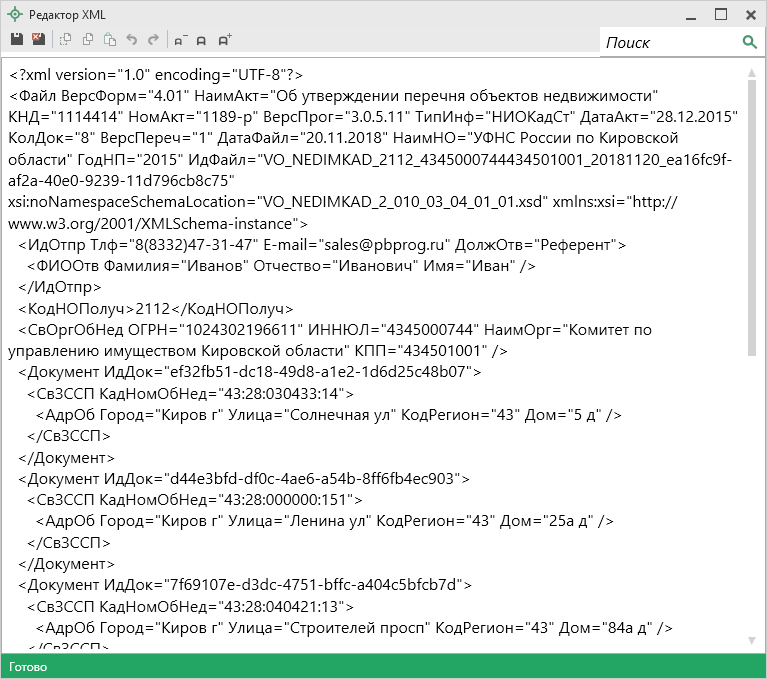 Редактор XML
Поиск
<?xml version="1.0" encoding="UTF-8"?>
<Файл ВерсФорм="4.01" НаимАкт="Об утверждении перечня объектов недвижимости"
КНД="1114414" НомАкт="1189-р" ВерсПрог="3.0.5.11" ТипИнф="НИОКадСт" ДатаАкт="28.12.2015"
КолДок="8" ВерсПереч="1" ДатаФайл="20.11.2018" НаимНО="УФНС России по Кировской
области" ГодНП="2015" ИдФайл="VO_NEDIMKAD_2112_4345000744434501001_20181120_ea16fc9f-
af2a-40e0-9239-11d796cb8c75"
xsi:noNamespaceSchemaLocation="VO_NEDIMKAD_2_010_03_04_01_01.xsd" xmlns:xsi="http://
www.w3.org/2001/XMLSchema-instance">
<ИдОтпр Тлф="8(8332)47-31-47" E-mail="sales@pbprog.ru" ДолжОтв="Референт">
<ФИООтв Фамилия="Иванов" Отчество="Иванович" Имя="Иван" />
</ИдОтпр>
<КодНОПолуч>2112</КодНОПолуч>
<СвОргОбНед ОГРН="1024302196611" ИННЮЛ="4345000744" НаимОрг="Комитет по
управлению имуществом Кировской области" КПП="434501001" />
<Документ ИдДок="ef32fb51-dc18-49d8-a1e2-1d6d25c48b07">
<СвЗССП КадНомОбНед="43:28:030433:14">
<АдрОб Город="Киров г" Улица="Солнечная ул" КодРегион="43" Дом="5 д" />
</СвЗССП>
</Документ>
<Документ ИдДок="d44e3bfd-df0c-4ae6-a54b-8ff6fb4ec903">
<СвЗССП КадНомОбНед="43:28:000000:151">
<АдрОб Город="Киров г" Улица="Ленина ул" КодРегион="43" Дом="25а д" />
</СвЗССП>
</Документ>
<Документ ИдДок="7f69107e-d3dc-4751-bffc-a404c5bfcb7d">
<СвЗССП КадНомОбНед="43:28:040421:13">
<АдрОб Город="Киров г" Улица="Строителей просп" КодРегион="43" Дом="84а д" />
</СвЗССП>
Готово